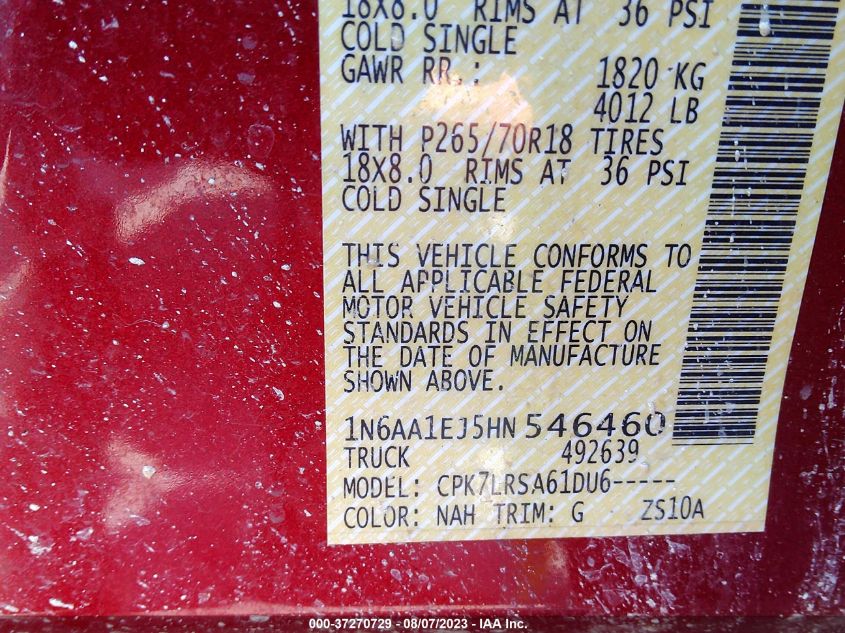 18X8.0 RIMS AT 36 PSI
COLD SINGLE
GAWR RR.: 1820 KG
4012 LB
WITH P265/70R18 TIRES
18X8.0 RIMS AT 36 PSI
COLD SINGLE
THIS VEHICLE CONFORMS TO
ALL APPLICABLE FEDERAL
MOTOR VEHICLE SAFETY
STANDARDS IN EFFECT ON
THE DATE OF MANUFACTURE
SHOWN ABOVE.
1N6AA1EJ5HN 546460
TRUCK 492639
MODEL: CPK7LRSA61DU6-----
COLOR: NAH TRIM: G ZS10A
000-37270729 - 08/07/2023 - IAA Inc.